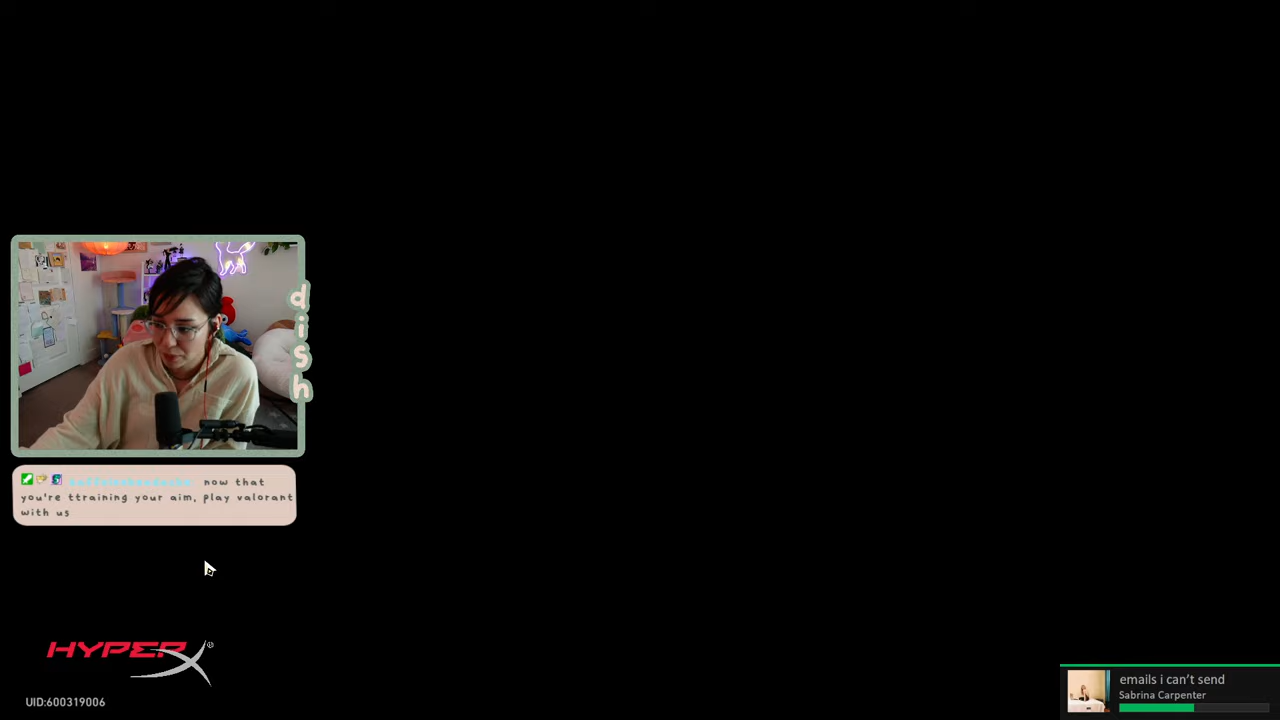 d
i
s
h
now that
you're ttraining your aim, play valorant
with us
HYPERX
UID:600319006
emails i can't send
Sabrina Carpenter